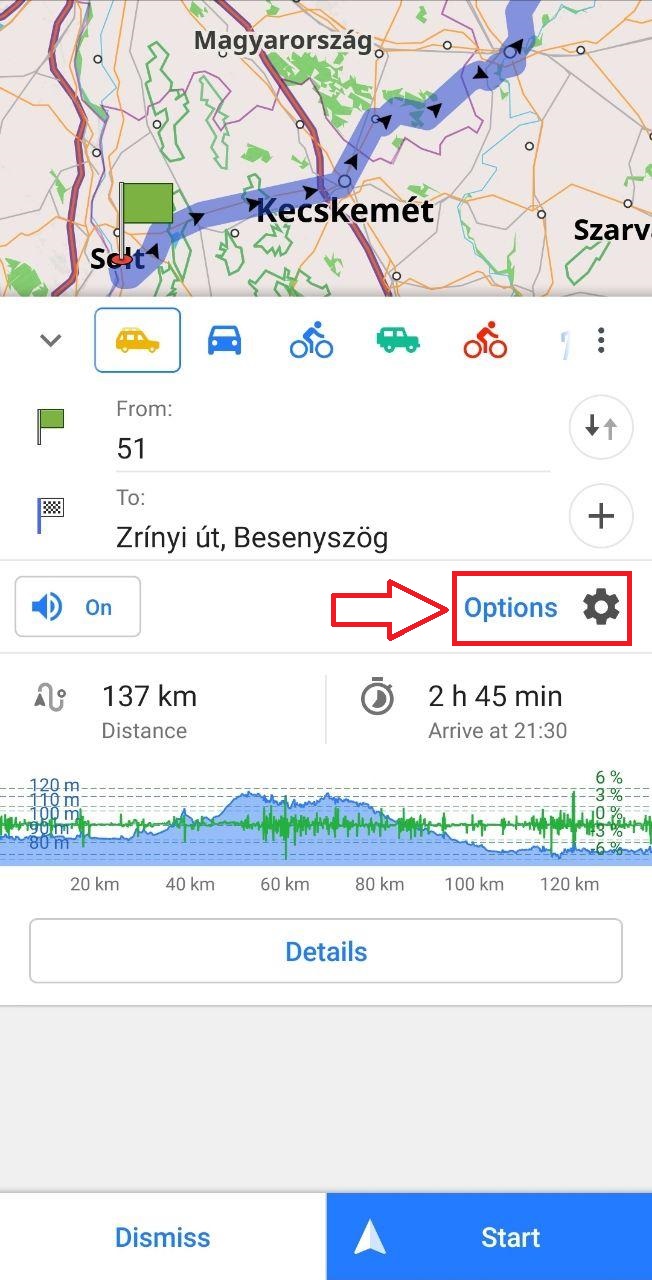 Magyarország
Kecskemét
Szarv
Solt
From:
51
To:
Zrínyi út, Besenyszög
On
Options
137 km
Distance
2 h 45 min
Arrive at 21:30
120 m
110 m
100 m
90 m
80 m
6 %
3 %
0 %
-3 %
-6 %
20 km
40 km
60 km
80 km
100 km
120 km
Details
Dismiss
Start